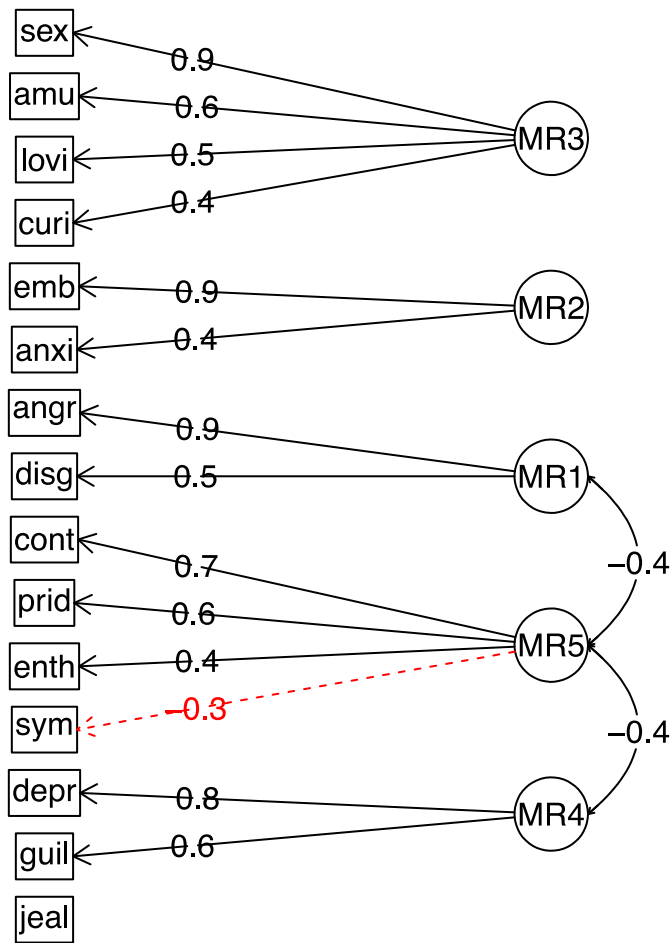 sex
0.9
amu
0.6
MR3
lovi
0.5
curi
0.4
emb
0.9
MR2
anxi
0.4
angr
0.9
disg
0.5
MR1
cont
0.7
−0.4
prid
0.6
MR5
enth
0.4
sym
−0.3
−0.4
depr
0.8
MR4
guil
0.6
jeal